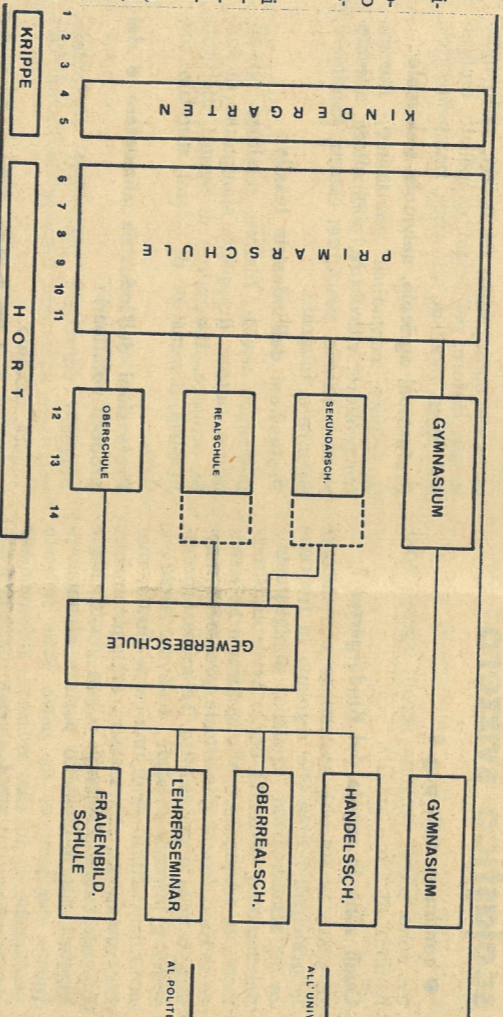 KRIPPE
HORT
1 2 3 4 5 6 7 8 9 10 11 12 13 14
KINDERGARTEN
PRIMARSCHULE
OBERSCHULE
REALSCHULE
SEKUNDARSCH.
GYMNASIUM
GEWERBESCHULE
FRAUENBILD.
SCHULE
LEHRERSEMINAR
OBERREALSCH.
HANDELSSCH.
GYMNASIUM
AL POLITE
ALL'UNIV